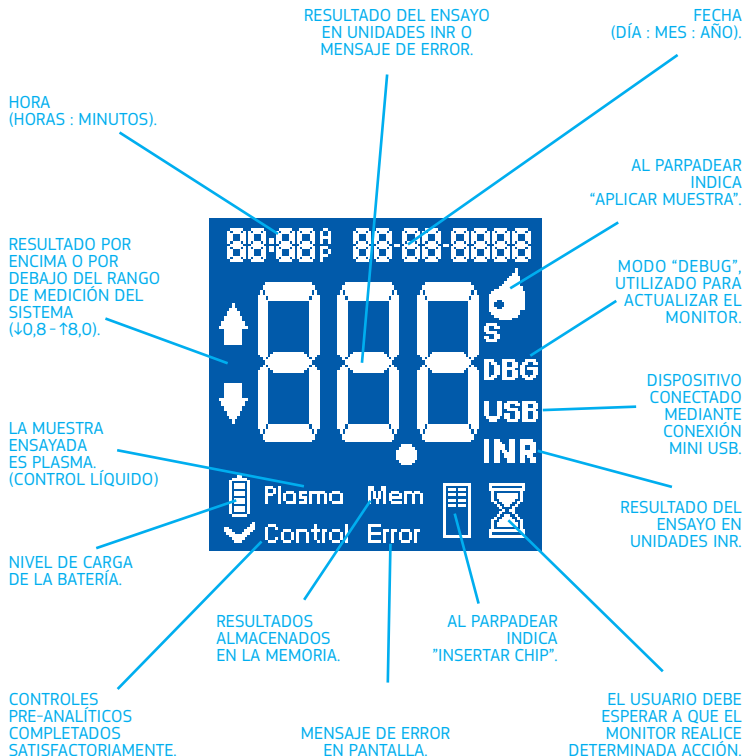 RESULTADO DEL ENSAYO
EN UNIDADES INR O
MENSAJE DE ERROR.
FECHA
(DÍA : MES : AÑO).
HORA
(HORAS : MINUTOS).
AL PARPADEAR
INDICA
“APLICAR MUESTRA”.
RESULTADO POR
ENCIMA O POR
DEBAJO DEL RANGO
DE MEDICIÓN DEL
SISTEMA
(↓0,8 - ↑8,0).
MODO “DEBUG”,
UTILIZADO PARA
ACTUALIZAR EL
MONITOR.
DISPOSITIVO
CONECTADO
MEDIANTE
CONEXIÓN
MINI USB.
LA MUESTRA
ENSAYADA
ES PLASMA.
(CONTROL LÍQUIDO)
88:88 A P 88-88-8888
888
S
DBG
USB
INR
Plasma Mem
Control Error
RESULTADO DEL
ENSAYO EN
UNIDADES INR.
NIVEL DE CARGA
DE LA BATERÍA.
RESULTADOS
ALMACENADOS
EN LA MEMORIA.
AL PARPADEAR
INDICA
"INSERTAR CHIP".
CONTROLES
PRE-ANALÍTICOS
COMPLETADOS
SATISFACTORIAMENTE.
MENSAJE DE ERROR
EN PANTALLA.
EL USUARIO DEBE
ESPERAR A QUE EL
MONITOR REALICE
DETERMINADA ACCIÓN.